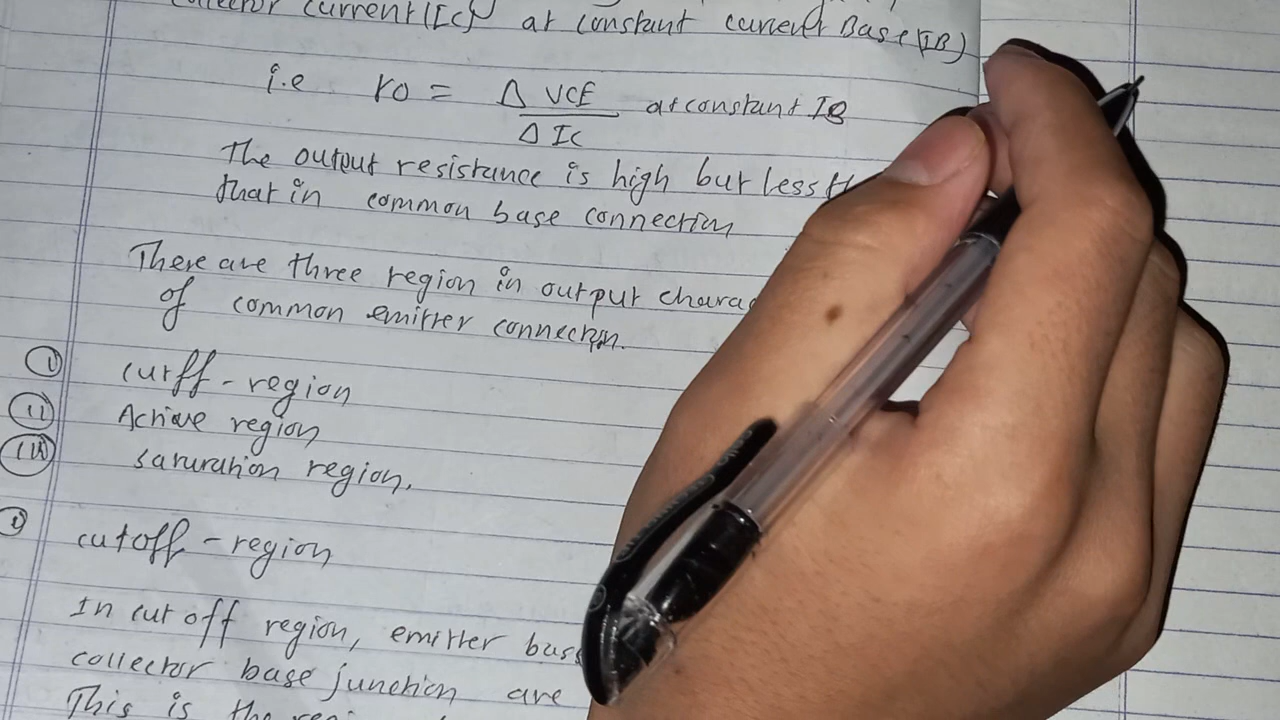 collector current (Ic) at constant current Base (IB)
i.e ro = Δ VCE / Δ Ic at constant IB
The output resistance is high but less
that in common base connection
There are three region in output charac
of common emitter connection.
(i) cutff - region
(ii) Active region
(iii) saturation region.
(i) cutoff - region
In cut off region, emitter base
collector base junction are
This is the